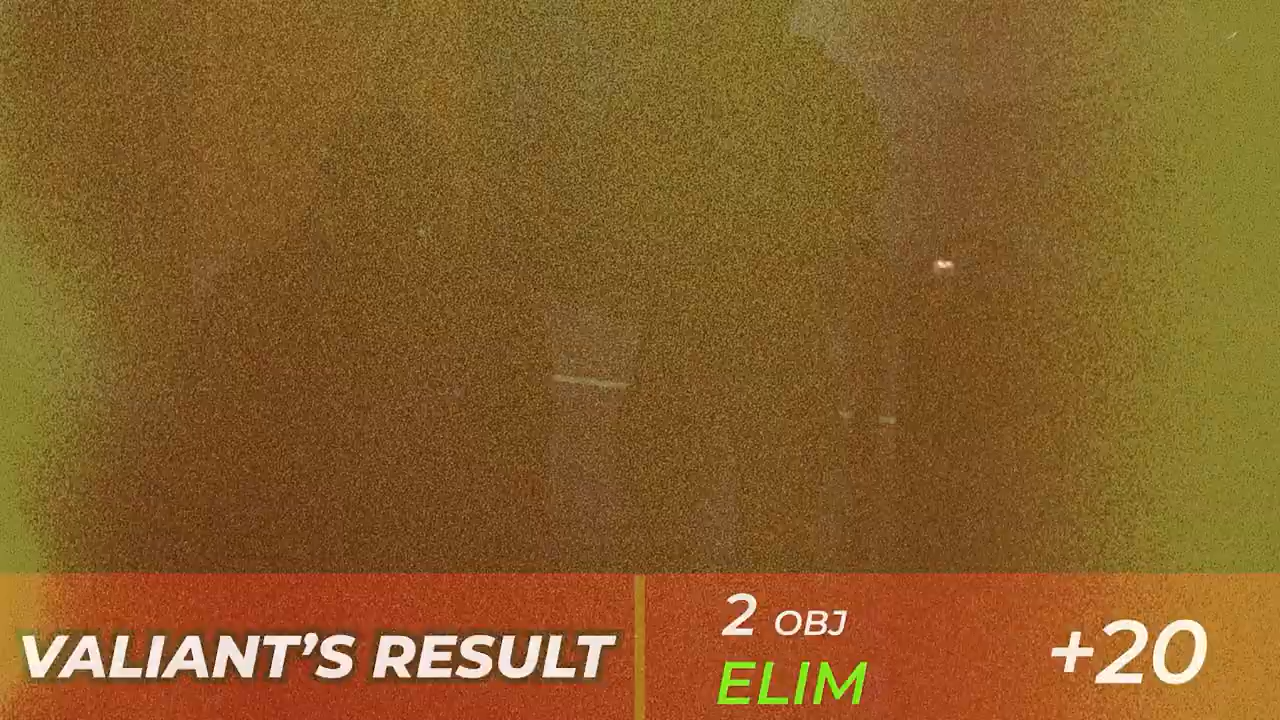 VALIANT’S RESULT
2 OBJ
ELIM
+20